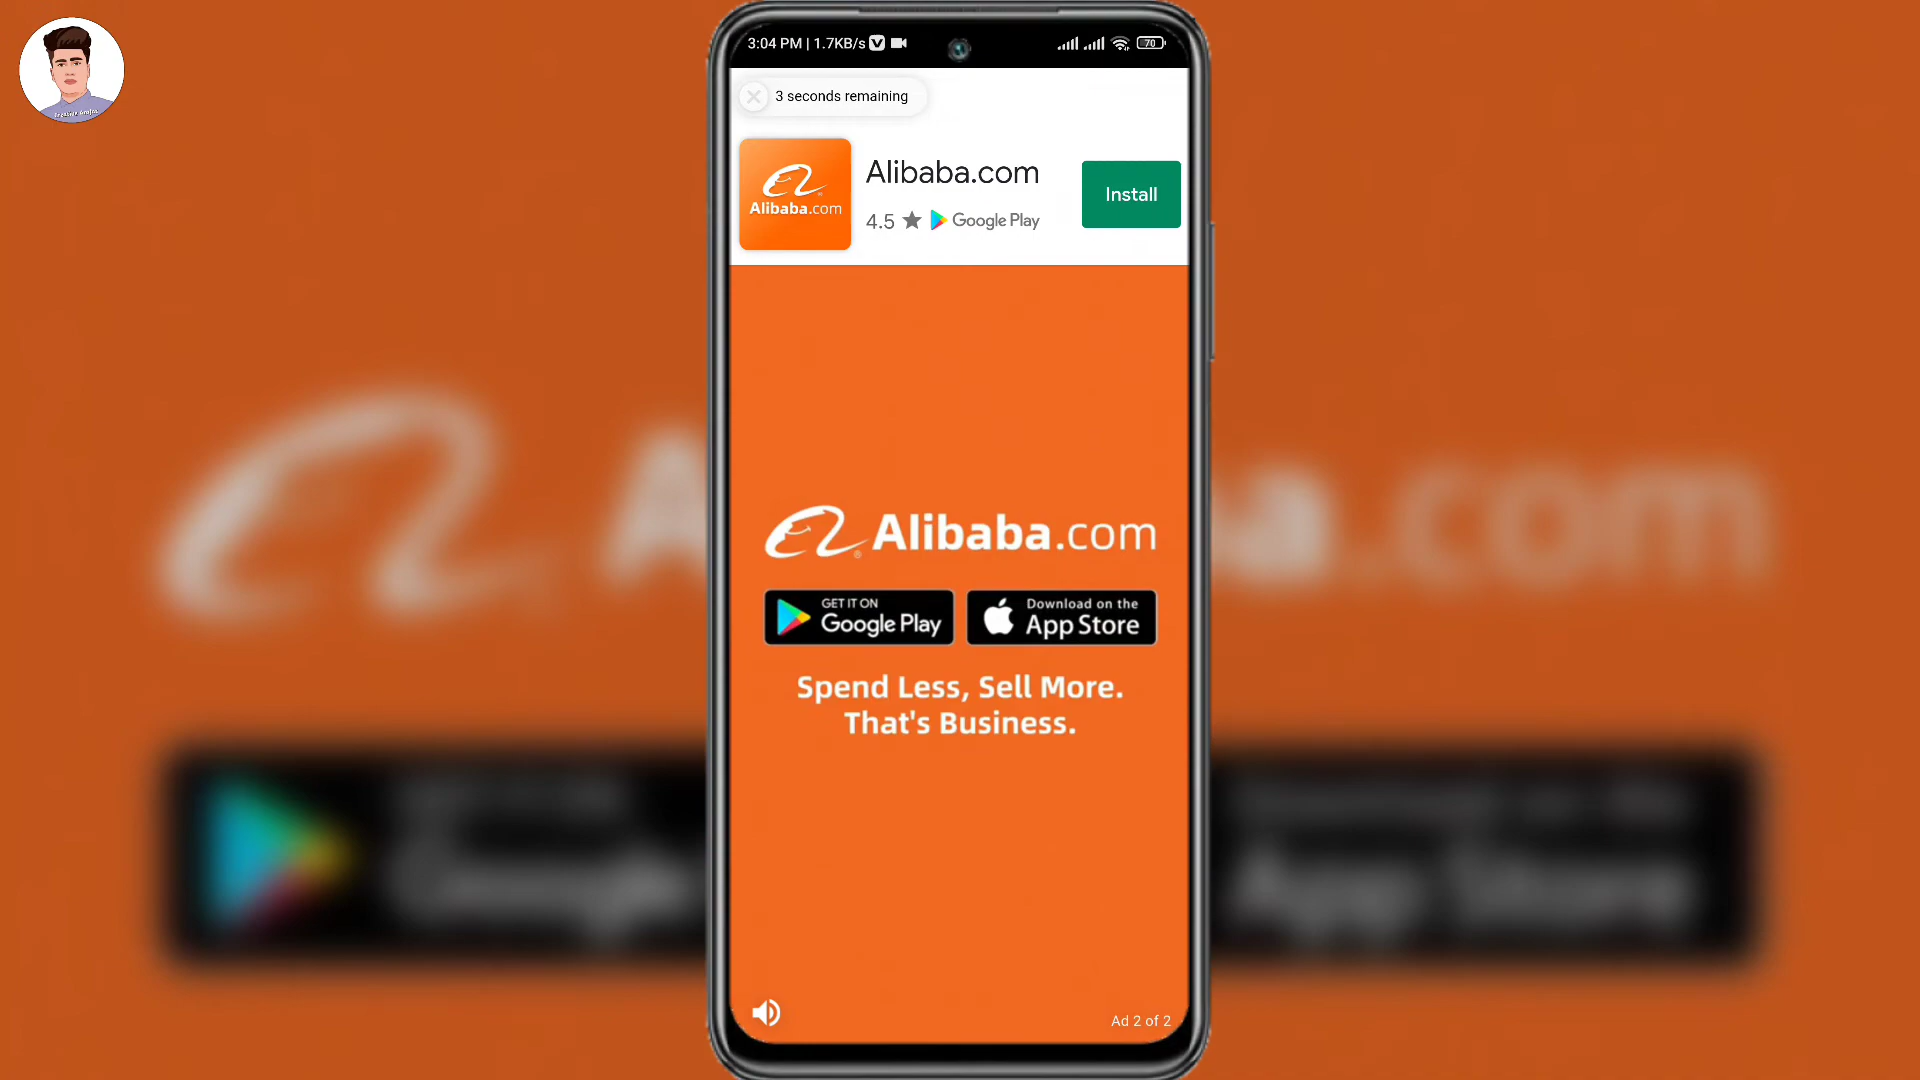 3:04 PM | 1.7KB/s
70
3 seconds remaining
Alibaba.com
Alibaba.com
4.5 ★ Google Play
Install
Alibaba.com
GET IT ON
Google Play
Download on the
App Store
Spend Less, Sell More.
That's Business.
Ad 2 of 2